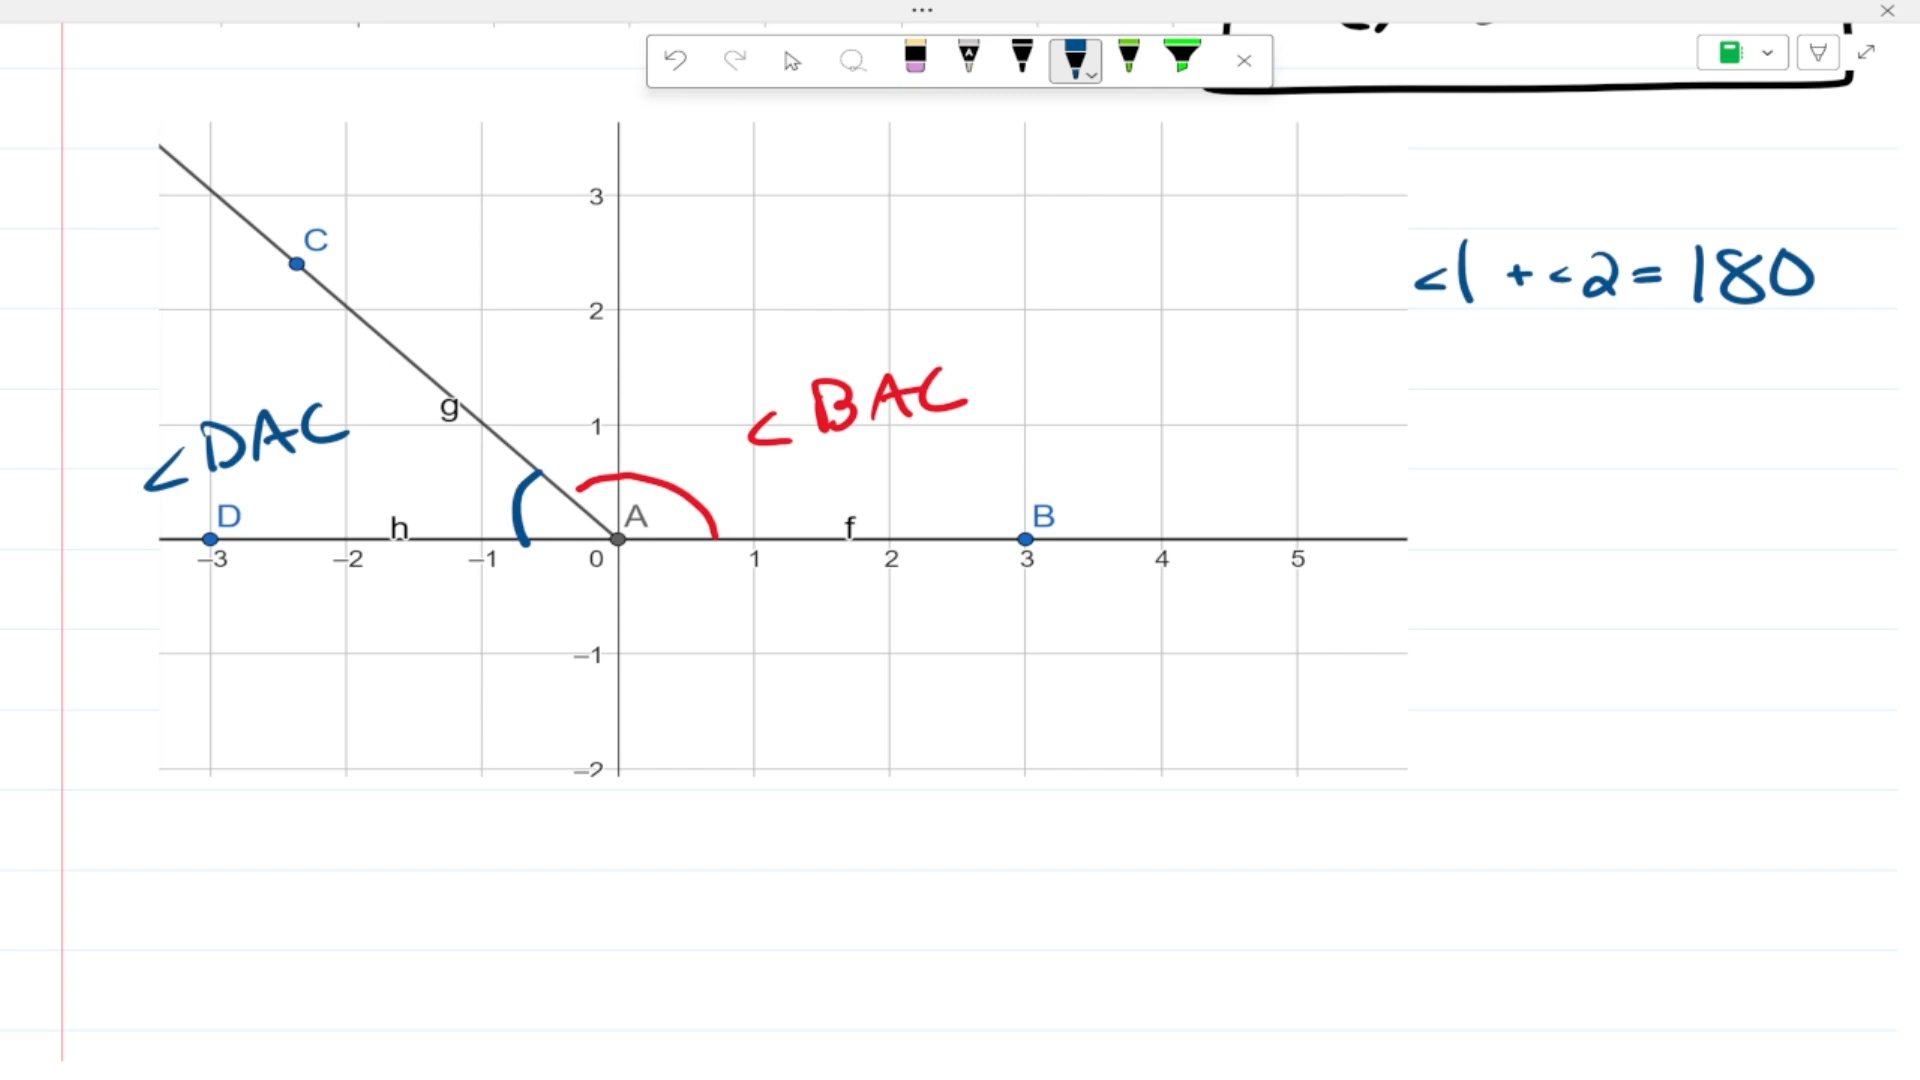 3
C
2
<1 + <2 = 180
< BAC
g
< DAC
1
D
h
A
f
B
–3 –2 –1 0 1 2 3 4 5
–1
–2